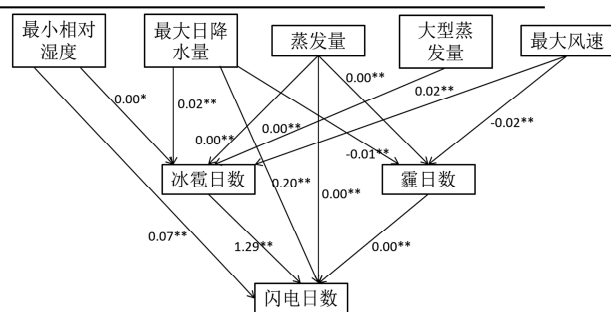 最小相对
湿度
最大日降
水量
蒸发量
大型蒸
发量
最大风速
0.00**
0.00*
0.02**
0.02**
0.00**
0.00**
-0.02**
-0.01**
冰雹日数
0.20**
霾日数
0.00**
0.07**
1.29**
0.00**
闪电日数